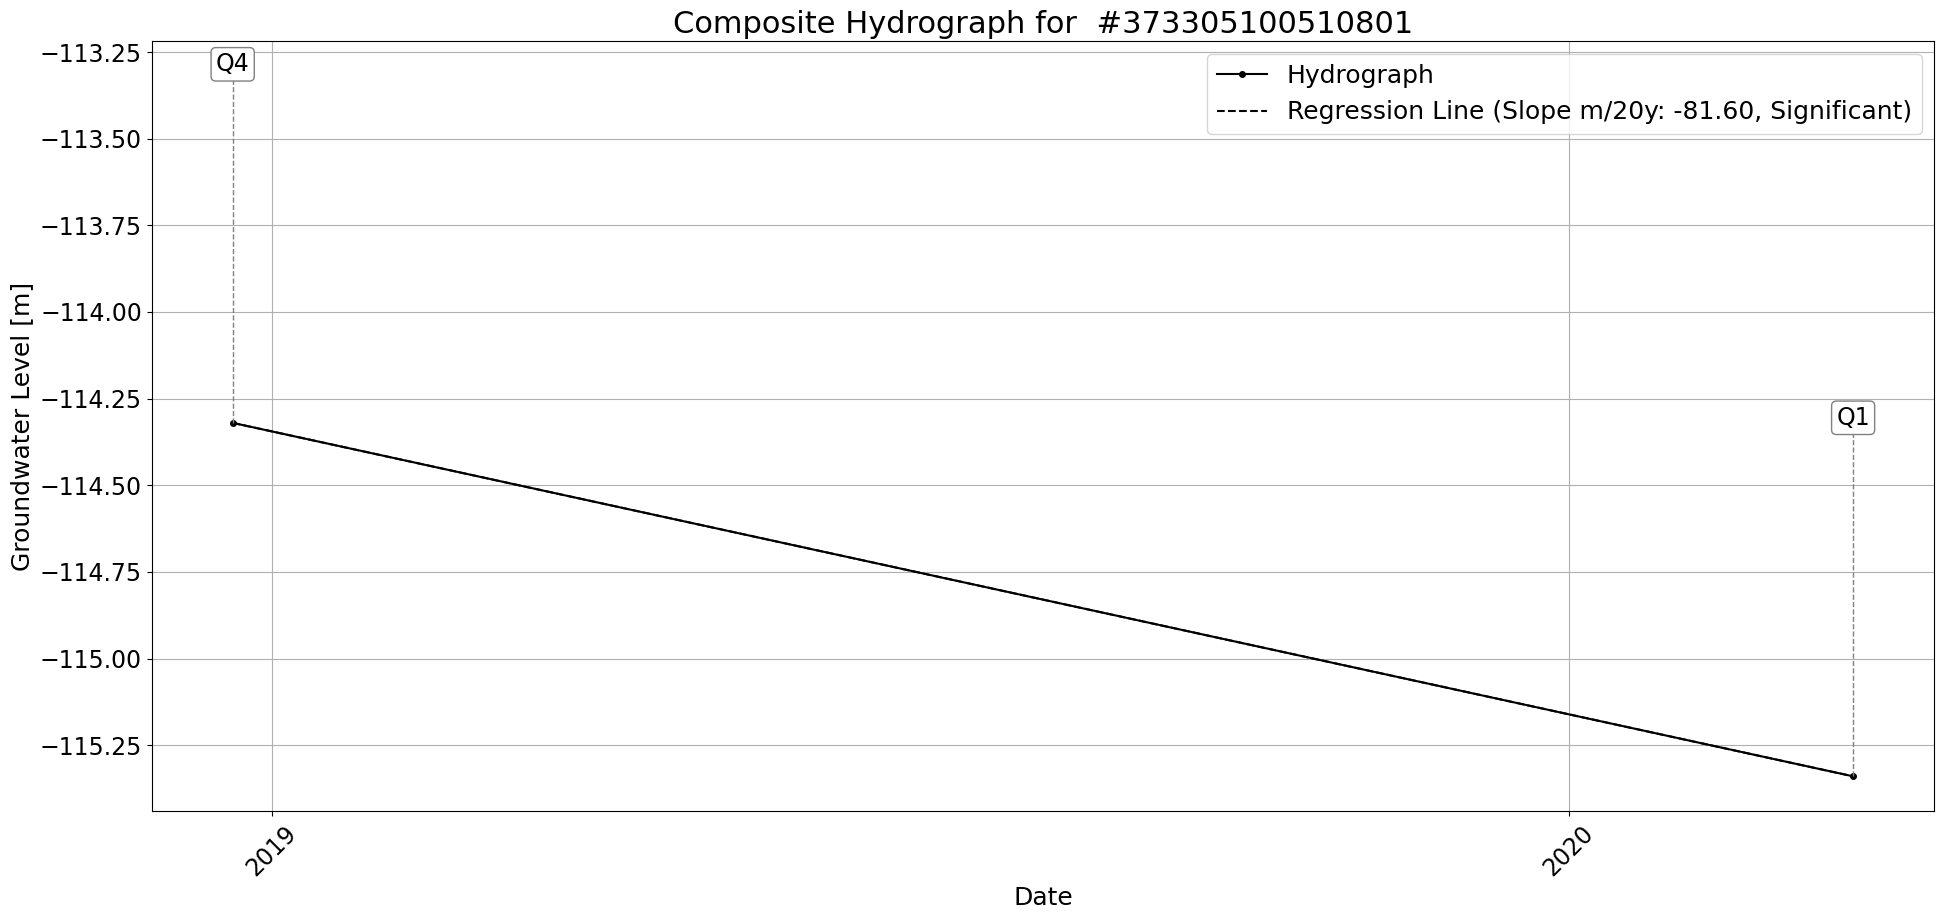 Composite Hydrograph for  #373305100510801
Groundwater Level [m]
−113.25
−113.50
−113.75
−114.00
−114.25
−114.50
−114.75
−115.00
−115.25
Q4
Q1
Hydrograph
Regression Line (Slope m/20y: -81.60, Significant)
2019
2020
Date